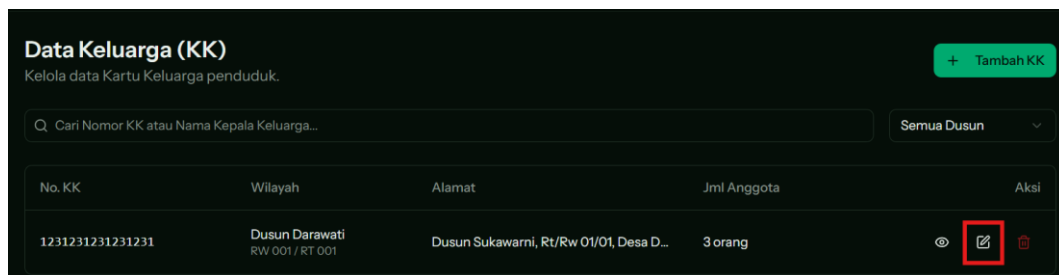 Data Keluarga (KK)
Kelola data Kartu Keluarga penduduk.
+ Tambah KK
Cari Nomor KK atau Nama Kepala Keluarga...
Semua Dusun
No. KK Wilayah Alamat Jml Anggota Aksi
1231231231231231 Dusun Darawati Dusun Sukawarni, Rt/Rw 01/01, Desa D... 3 orang
RW 001 / RT 001